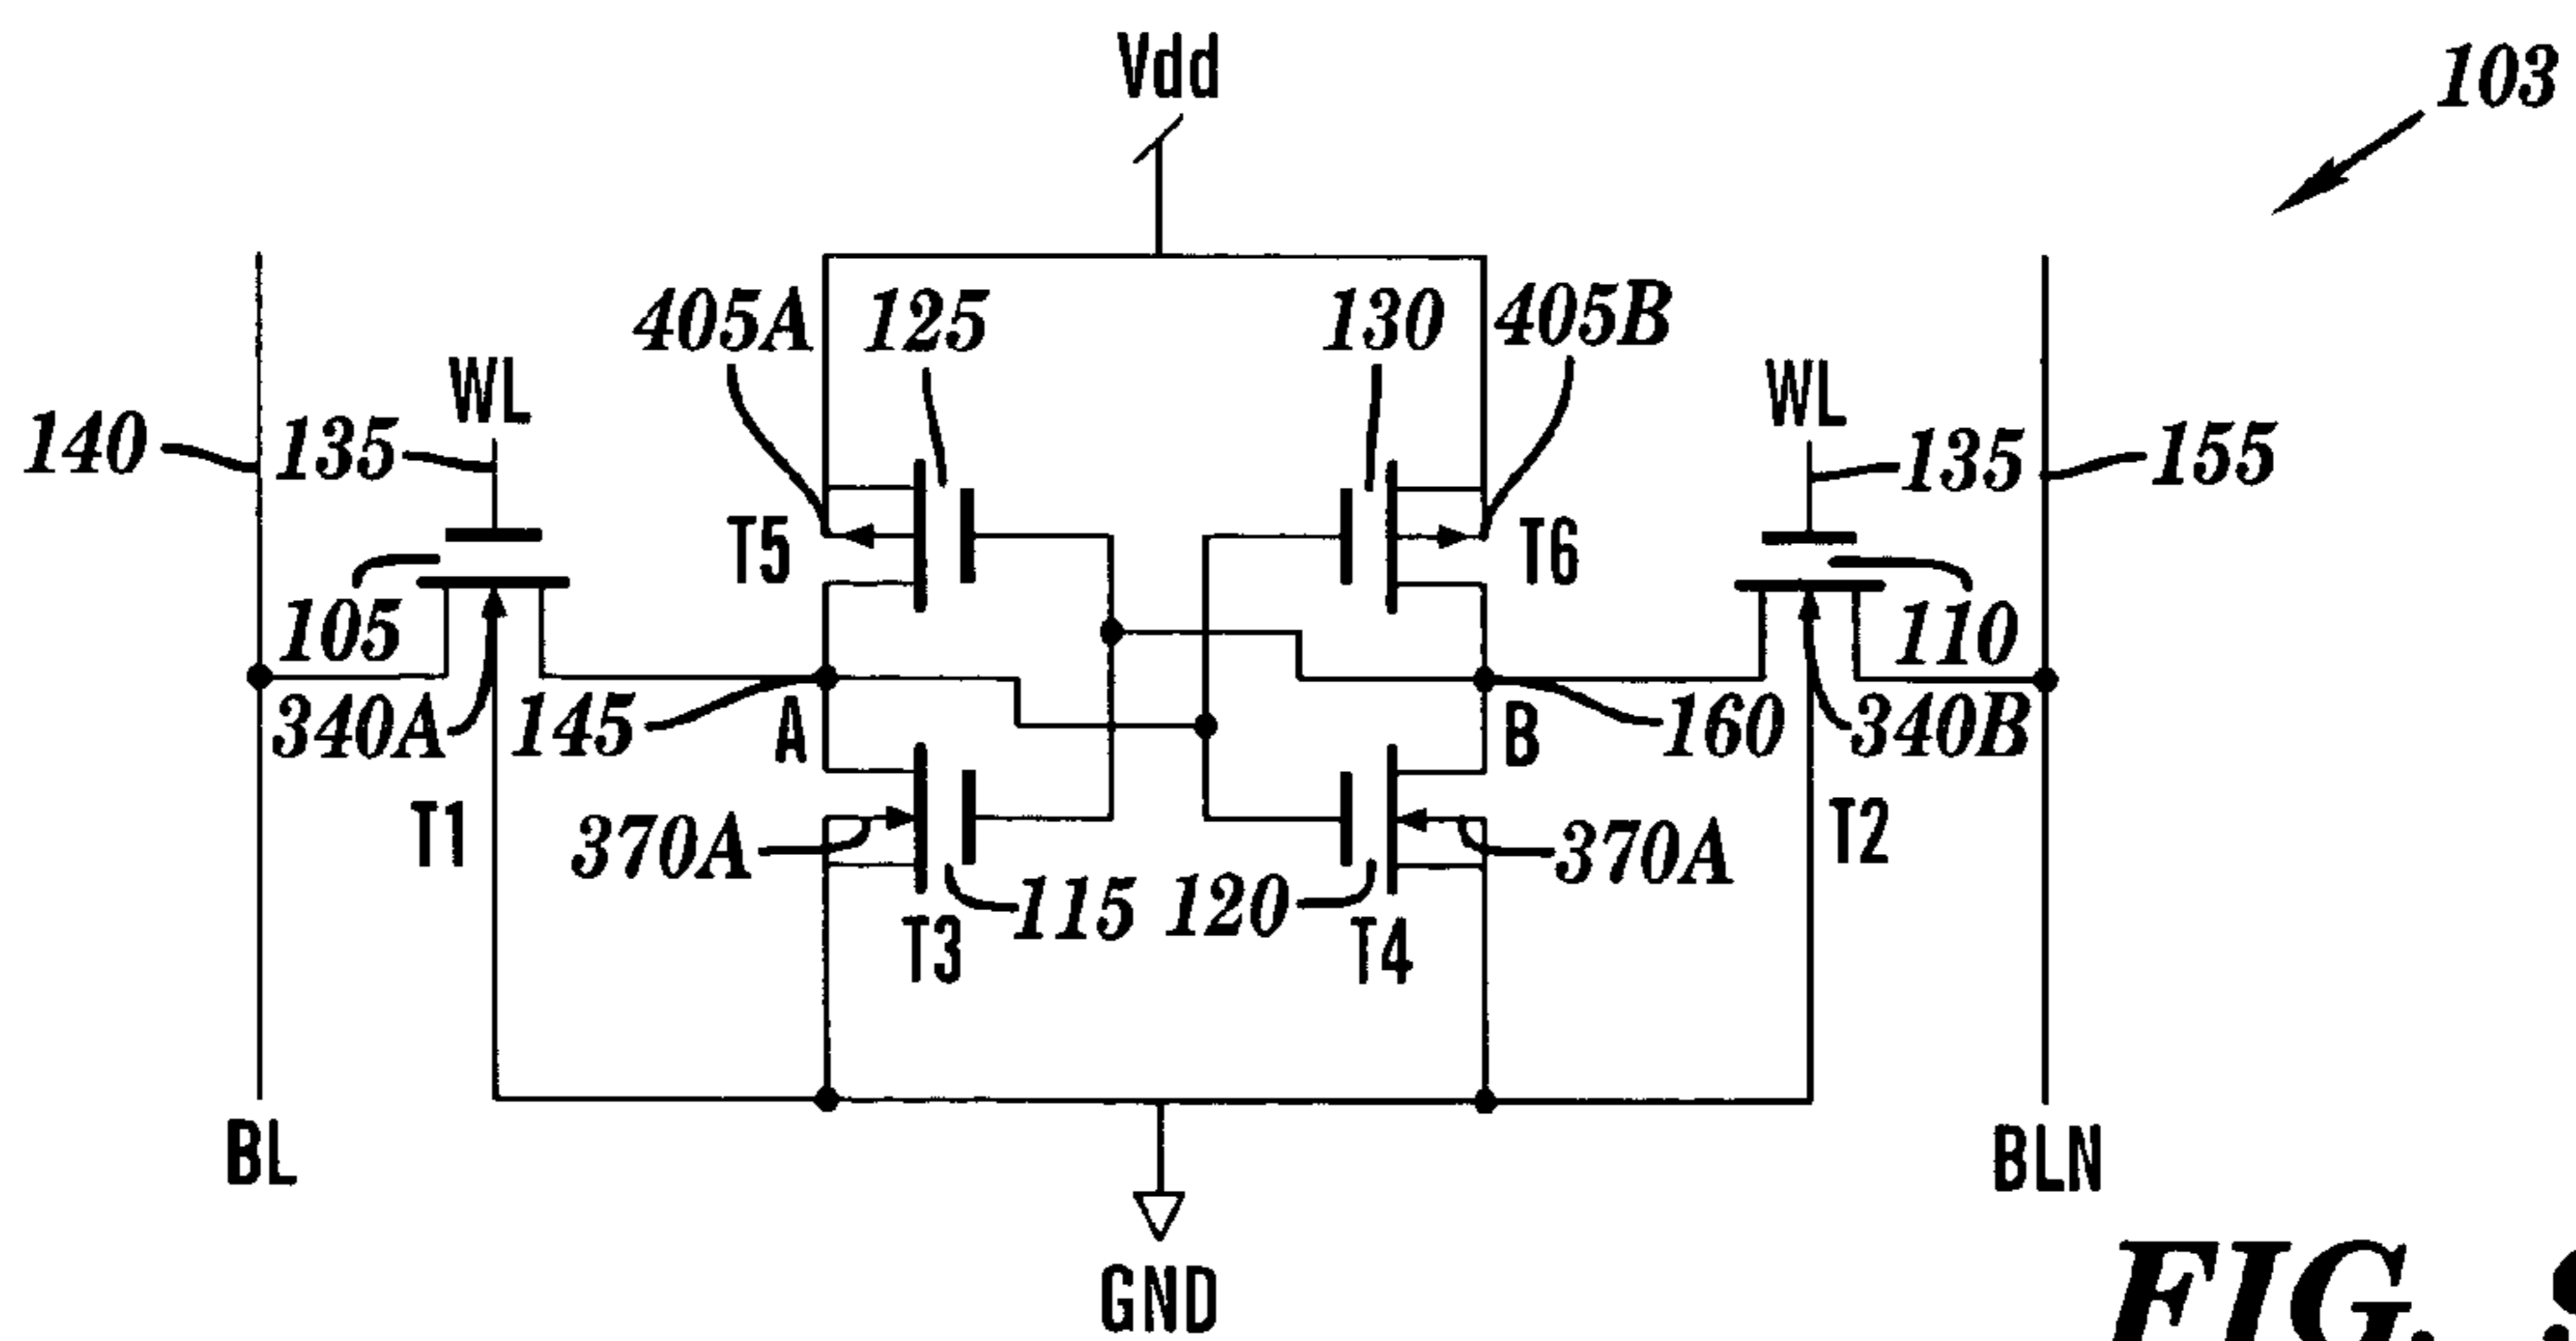 Vdd
103
405A 125 130 405B
WL WL
140 135 135 155
T5 T6
105 110
340A 145 A B 160 340B
T1 370A 370A T2
115 120
T3 T4
BL BLN
GND
FIG.